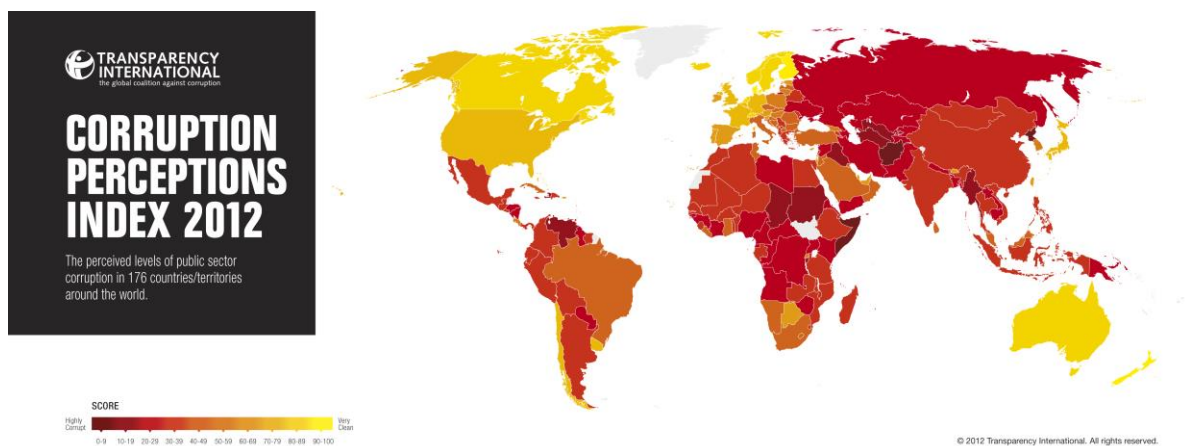 TRANSPARENCY
INTERNATIONAL
the global coalition against corruption
CORRUPTION
PERCEPTIONS
INDEX 2012
The perceived levels of public sector
corruption in 176 countries/territories
around the world.
SCORE
Highly
Corrupt
Very
Clean
0-9 10-19 20-29 30-39 40-49 50-59 60-69 70-79 80-89 90-100
© 2012 Transparency International. All rights reserved.